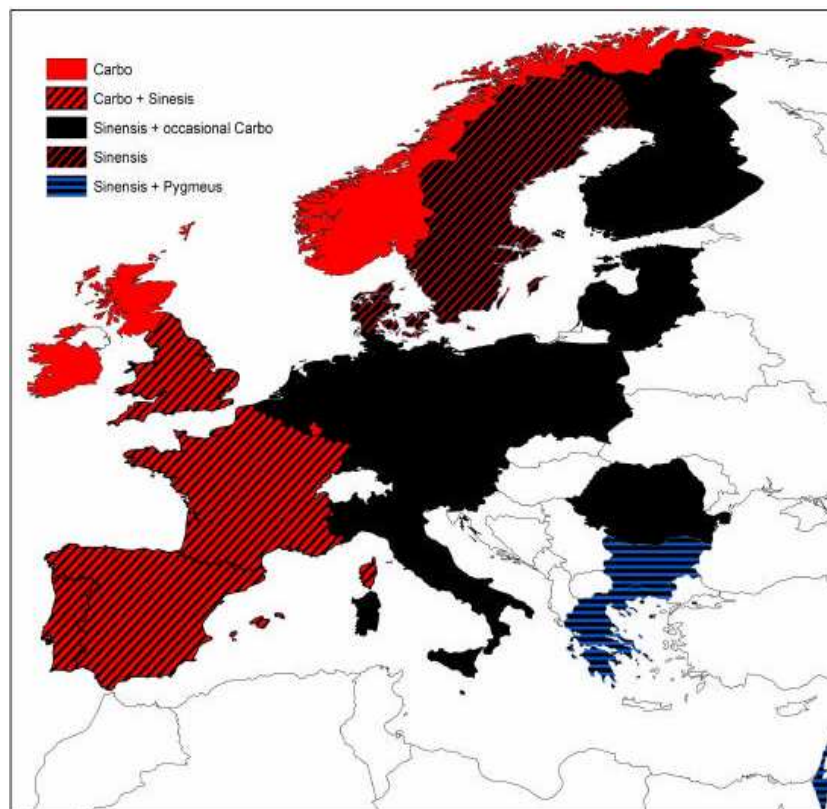 Carbo
Carbo + Sinesis
Sinensis + occasional Carbo
Sinensis
Sinensis + Pygmeus